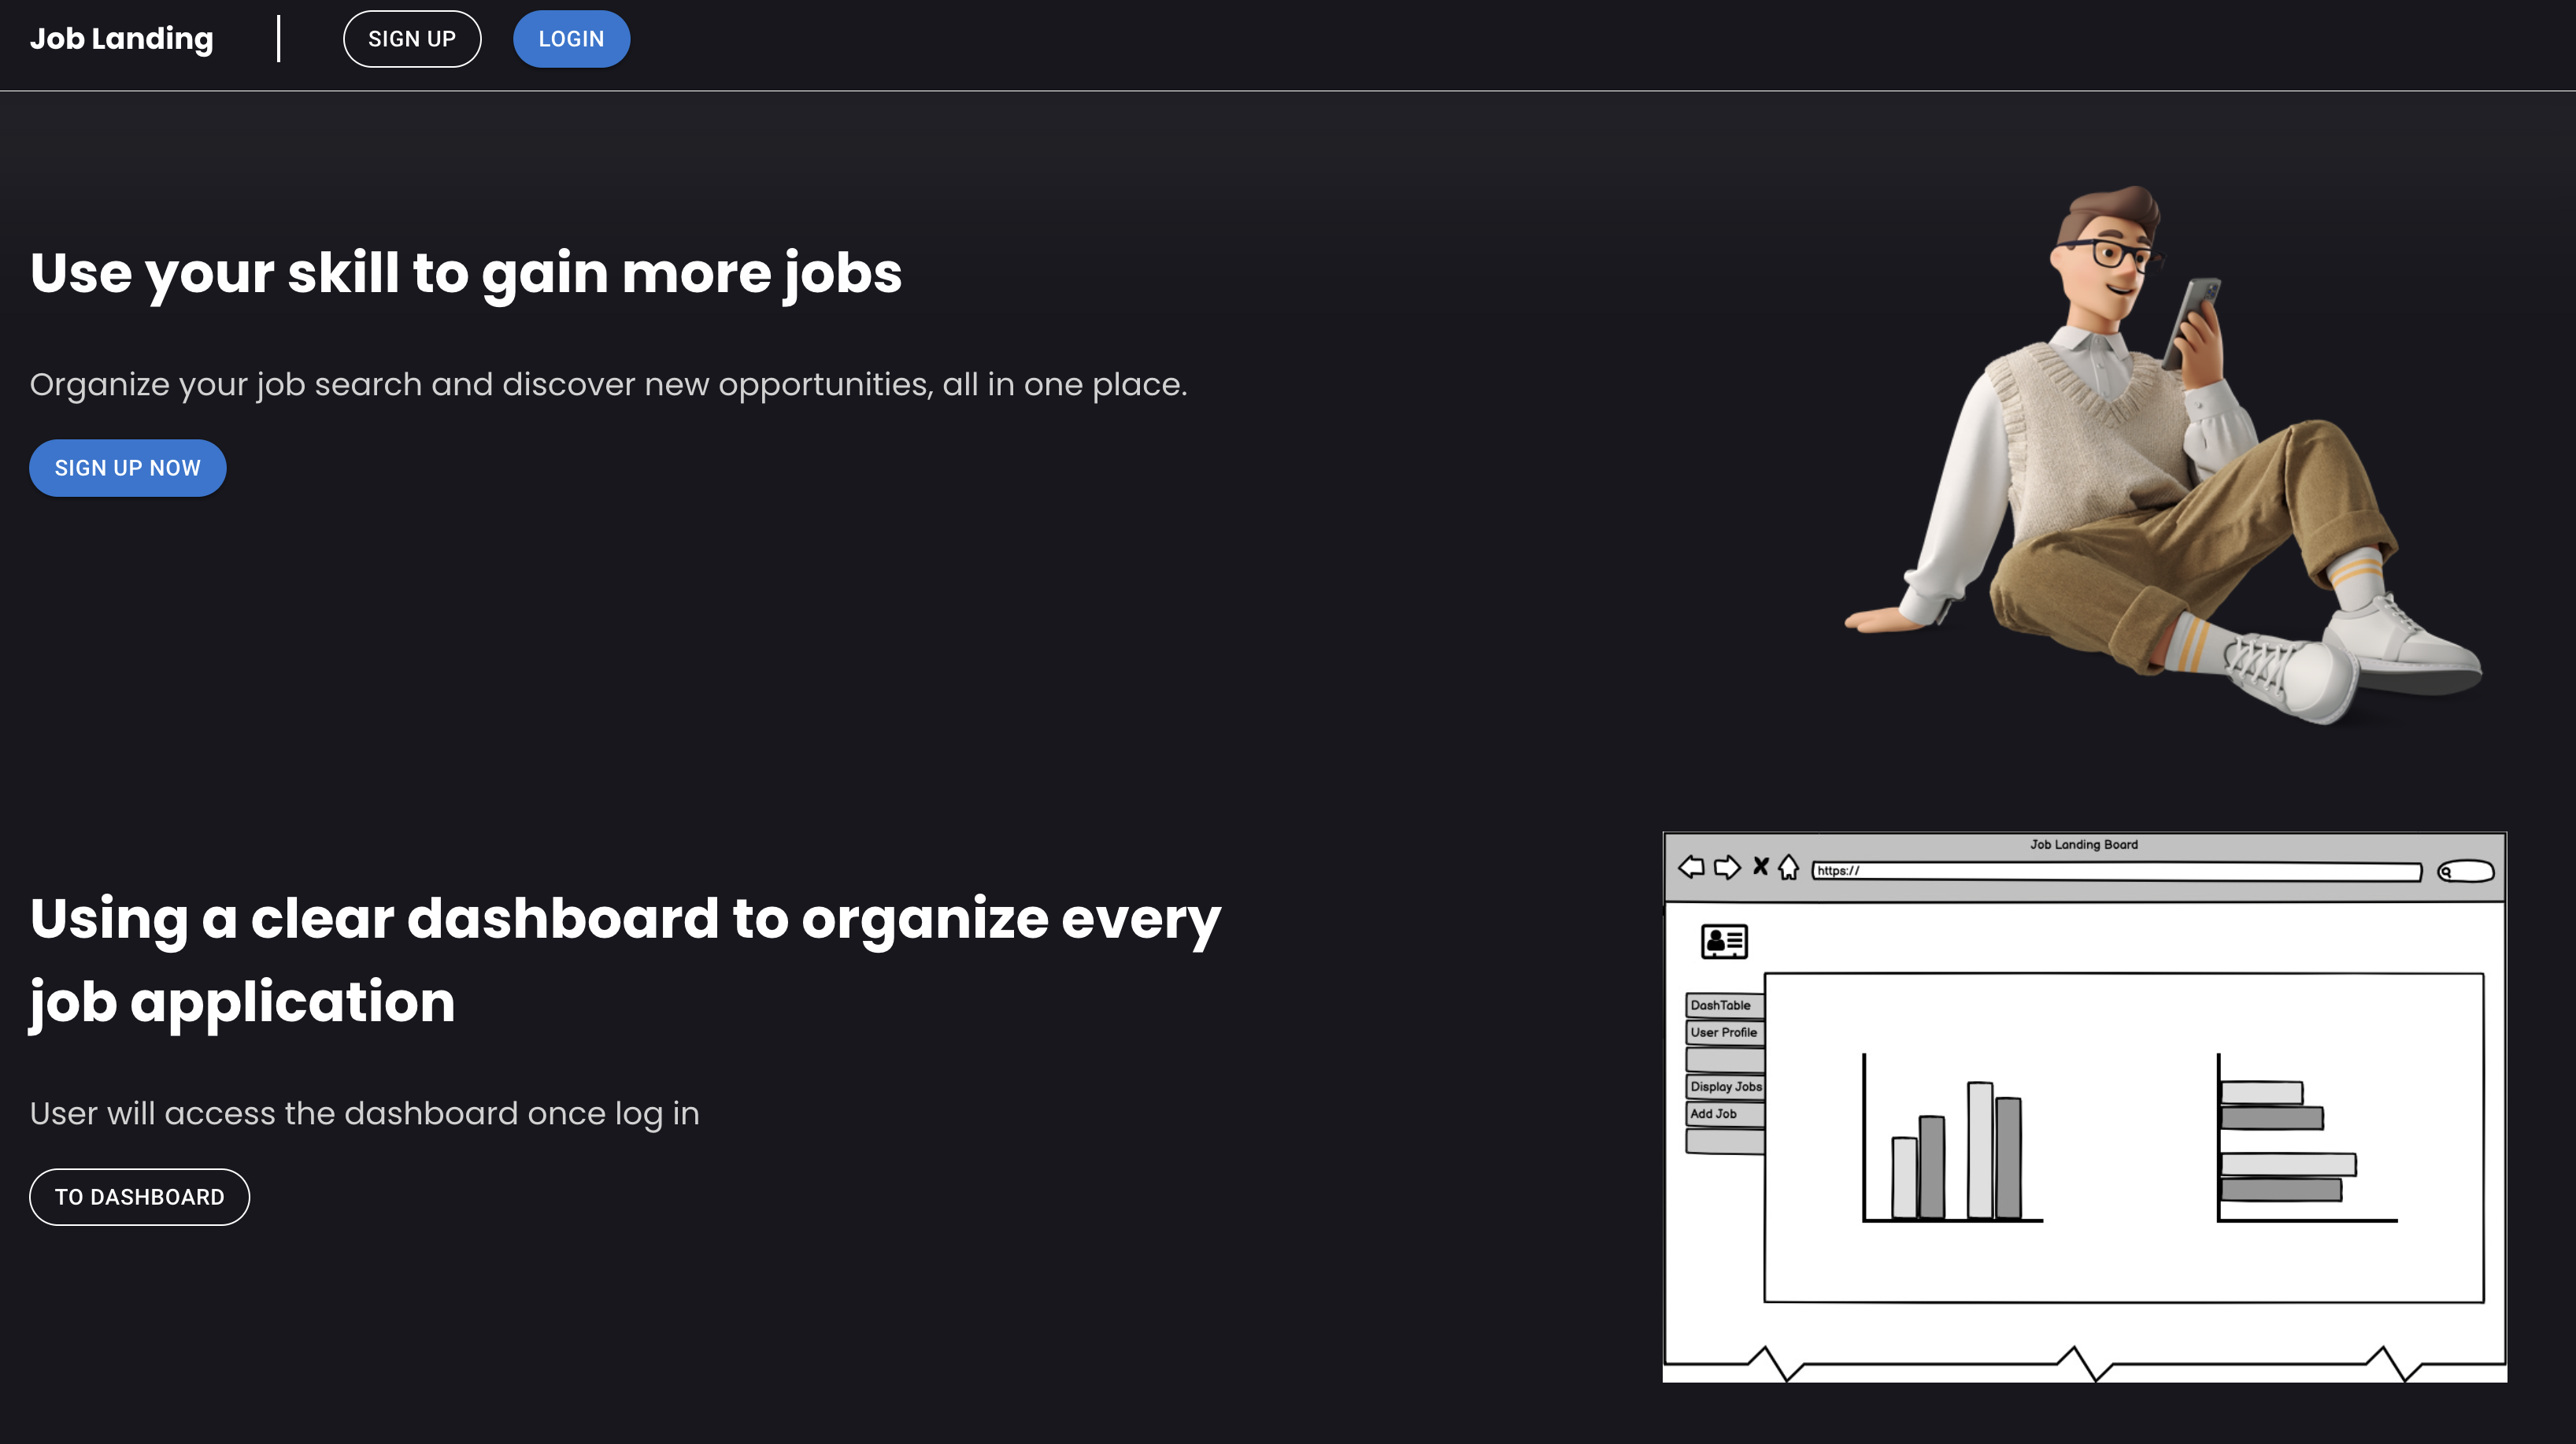 Job Landing
SIGN UP
LOGIN
Use your skill to gain more jobs
Organize your job search and discover new opportunities, all in one place.
SIGN UP NOW
Using a clear dashboard to organize every
job application
User will access the dashboard once log in
TO DASHBOARD
Job Landing Board
https://
DashTable
User Profile
Display Jobs
Add Job